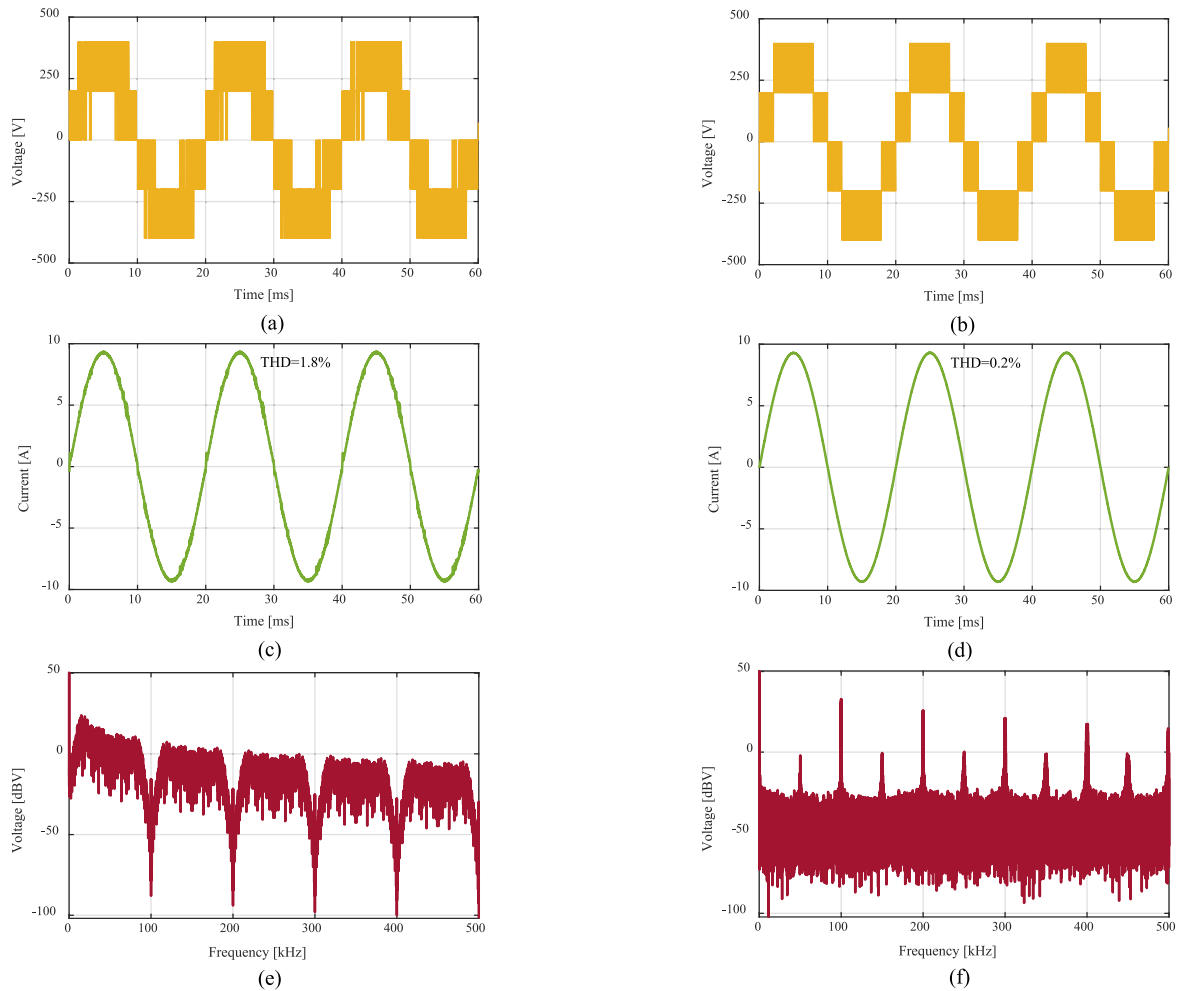 500
250
0
-250
-500
Voltage [V]
0 10 20 30 40 50 60
Time [ms]
(a)
500
250
0
-250
-500
Voltage [V]
0 10 20 30 40 50 60
Time [ms]
(b)
10
5
0
-5
-10
Current [A]
THD=1.8%
0 10 20 30 40 50 60
Time [ms]
(c)
10
5
0
-5
-10
Current [A]
THD=0.2%
0 10 20 30 40 50 60
Time [ms]
(d)
50
0
-50
-100
Voltage [dBV]
0 100 200 300 400 500
Frequency [kHz]
(e)
50
0
-50
-100
Voltage [dBV]
0 100 200 300 400 500
Frequency [kHz]
(f)